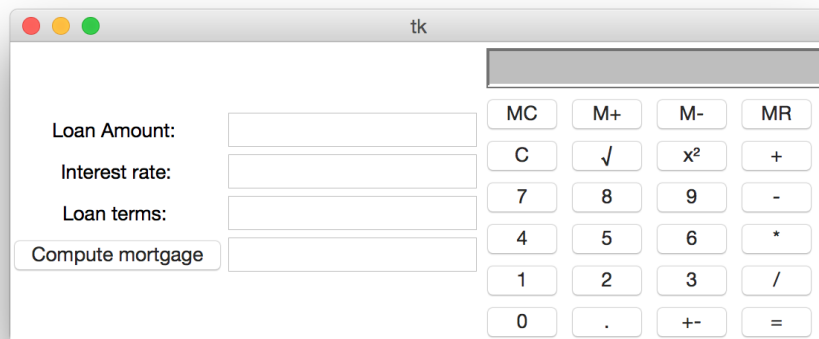 tk
MC M+ M- MR
Loan Amount:
C √ x² +
Interest rate:
7 8 9 -
Loan terms:
4 5 6 *
Compute mortgage
1 2 3 /
0 . +- =